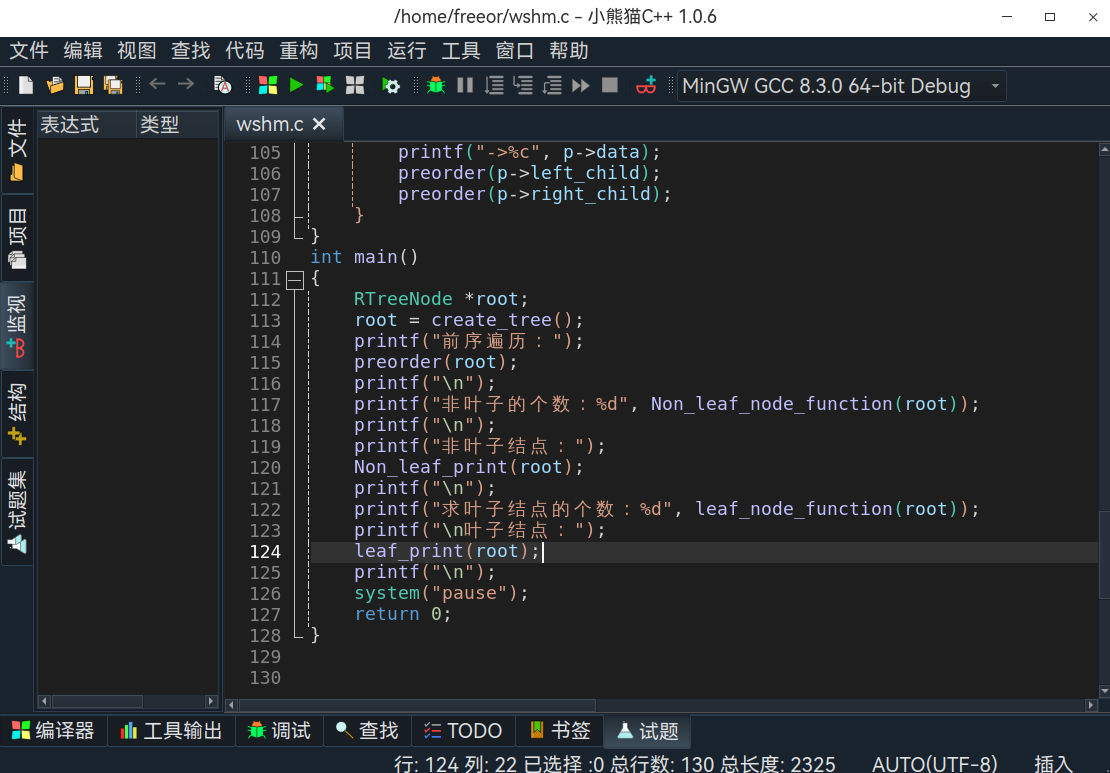 /home/freeor/wshm.c - 小熊猫C++ 1.0.6
文件 编辑 视图 查找 代码 重构 项目 运行 工具 窗口 帮助
MinGW GCC 8.3.0 64-bit Debug
文件
项目
监视
结构
试题集
表达式 类型
wshm.c
105 printf("->%c", p->data);
106 preorder(p->left_child);
107 preorder(p->right_child);
108 }
109 }
110 int main()
111 {
112 RTreeNode *root;
113 root = create_tree();
114 printf("前序遍历：");
115 preorder(root);
116 printf("\n");
117 printf("非叶子的个数：%d", Non_leaf_node_function(root));
118 printf("\n");
119 printf("非叶子结点：");
120 Non_leaf_print(root);
121 printf("\n");
122 printf("求叶子结点的个数：%d", leaf_node_function(root));
123 printf("\n叶子结点：");
124 leaf_print(root);
125 printf("\n");
126 system("pause");
127 return 0;
128 }
129
130
编译器 工具输出 调试 查找 TODO 书签 试题
行: 124 列: 22 已选择 :0 总行数: 130 总长度: 2325 AUTO(UTF-8) 插入